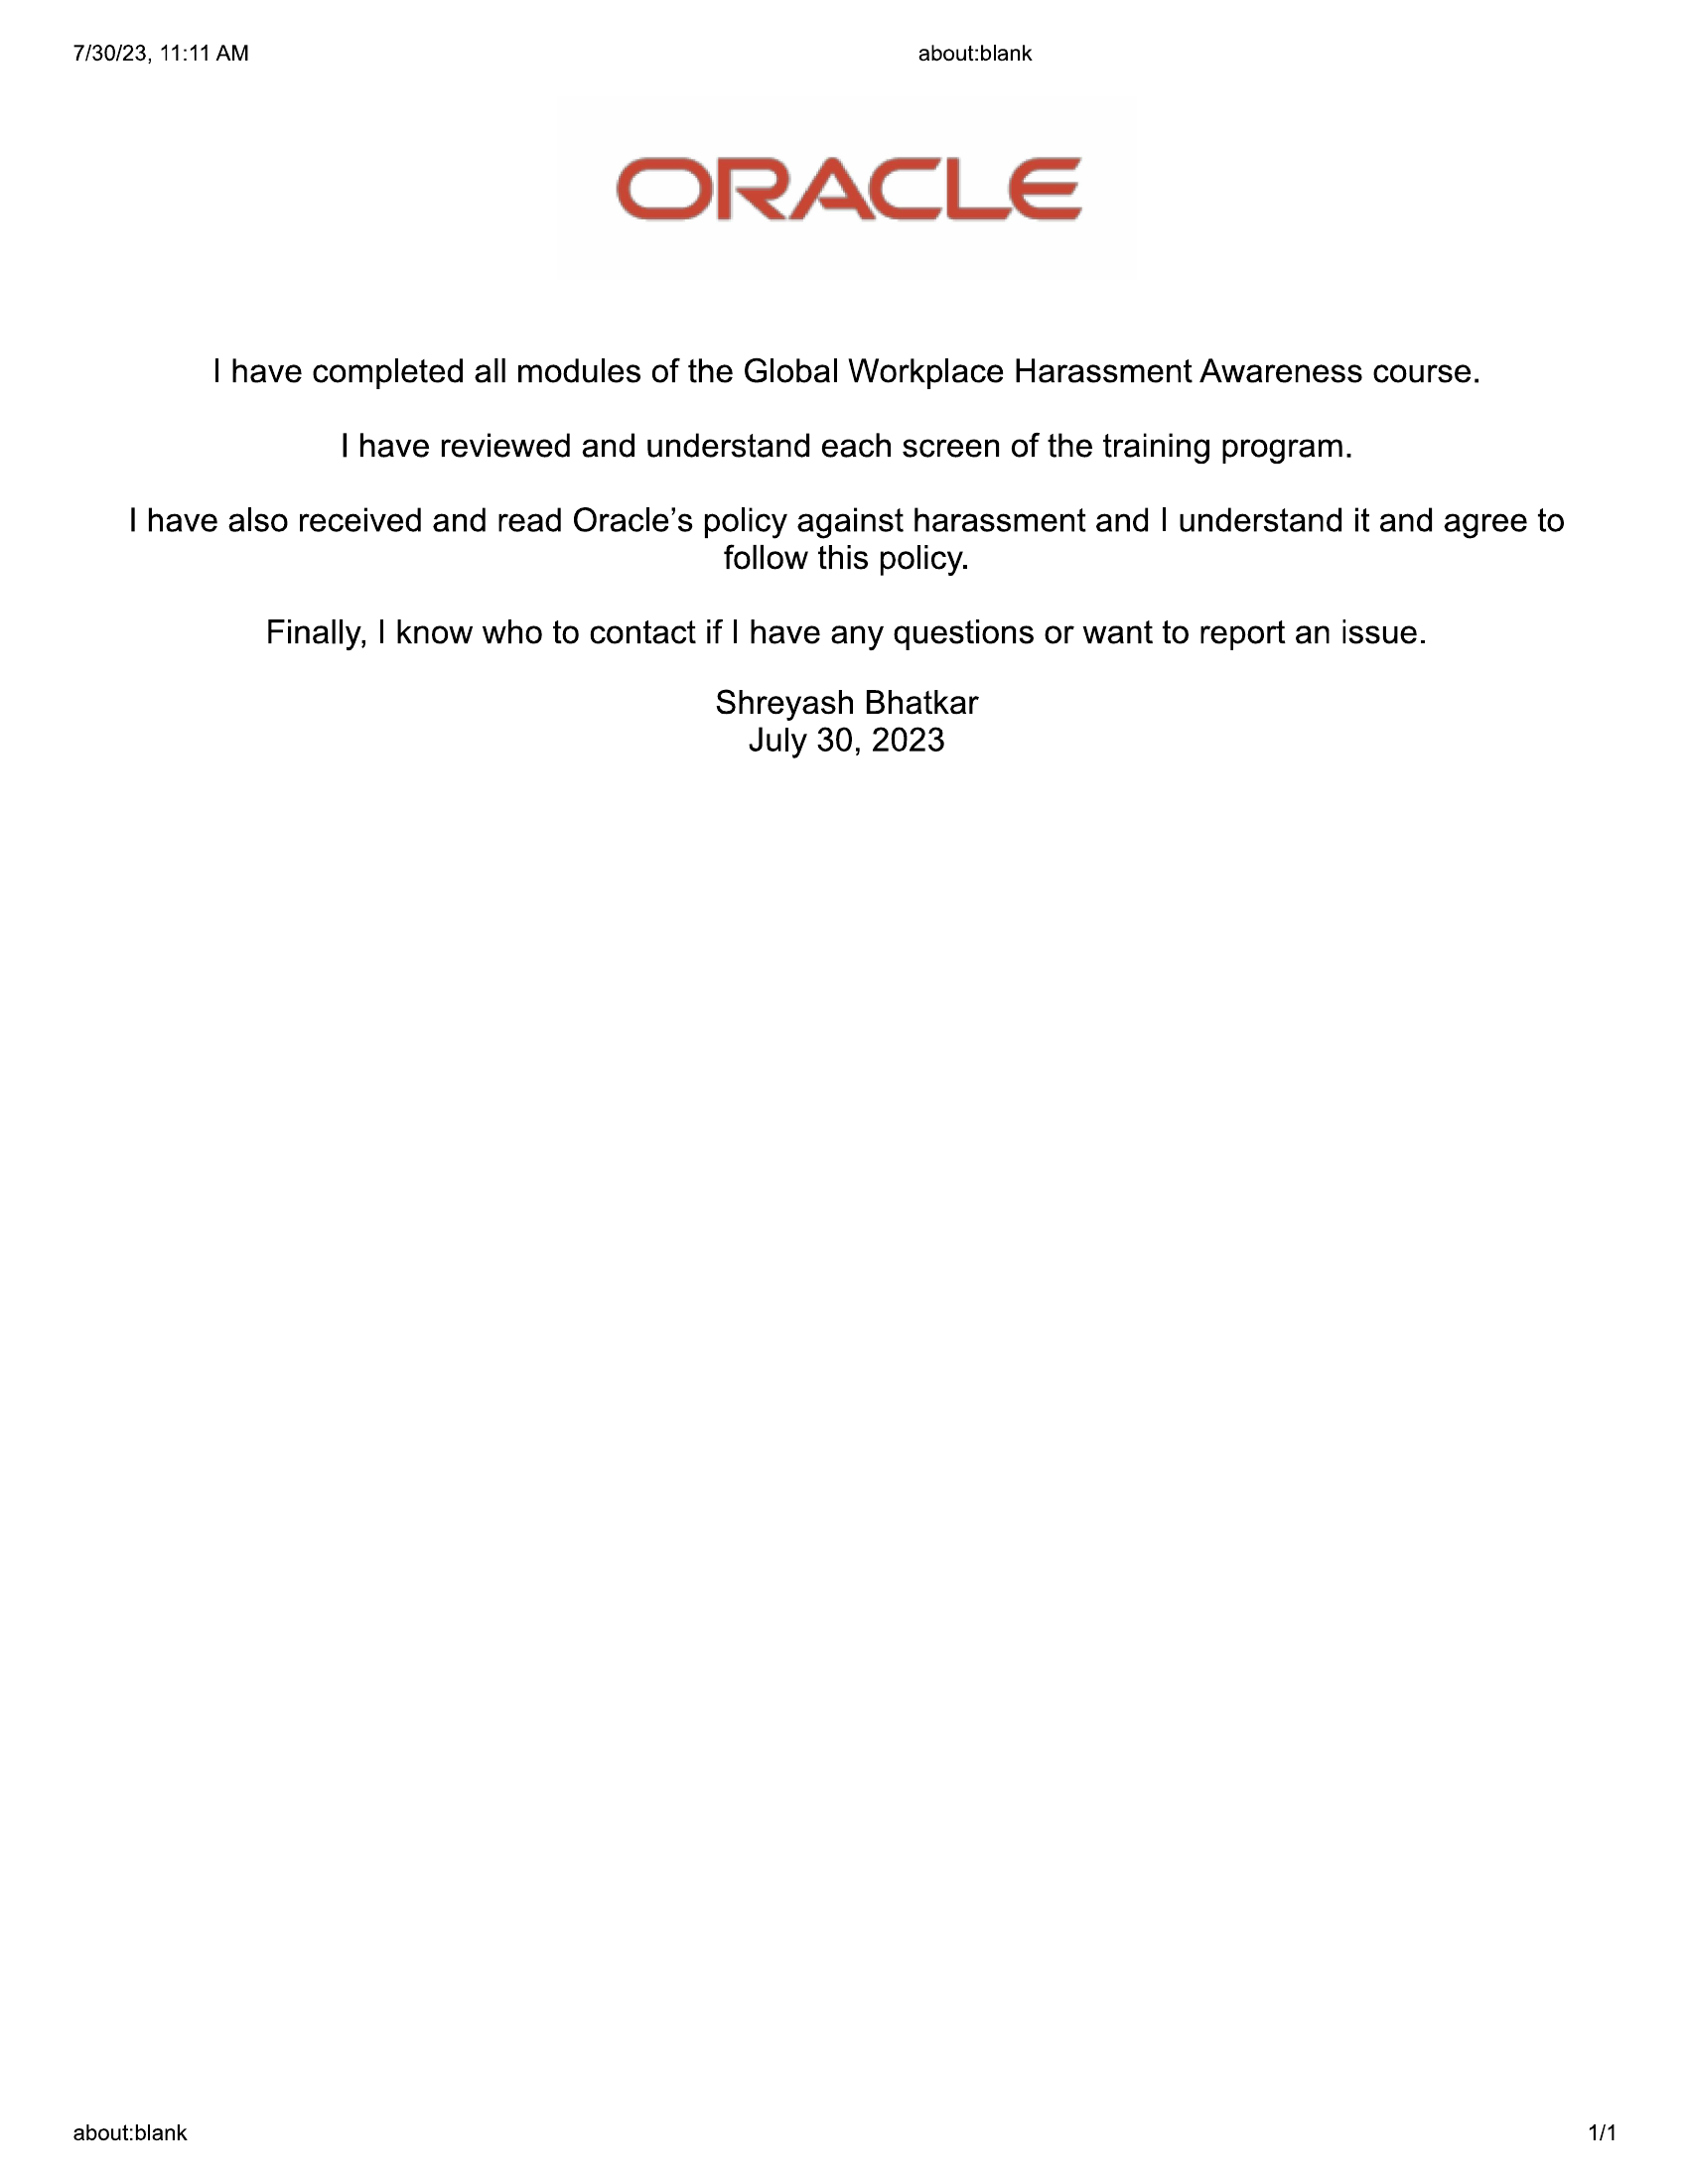 7/30/23, 11:11 AM
about:blank
ORACLE
I have completed all modules of the Global Workplace Harassment Awareness course.
I have reviewed and understand each screen of the training program.
I have also received and read Oracle’s policy against harassment and I understand it and agree to
follow this policy.
Finally, I know who to contact if I have any questions or want to report an issue.
Shreyash Bhatkar
July 30, 2023
about:blank
1/1